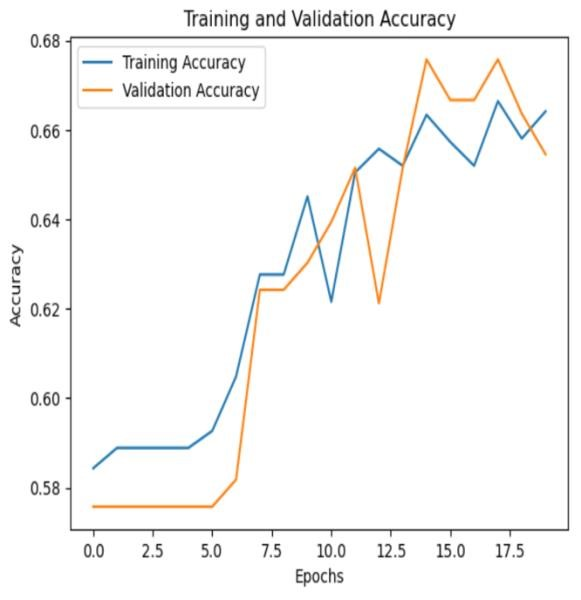 Training and Validation Accuracy
Training Accuracy
Validation Accuracy
0.68
0.66
0.64
0.62
0.60
0.58
Accuracy
0.0 2.5 5.0 7.5 10.0 12.5 15.0 17.5
Epochs